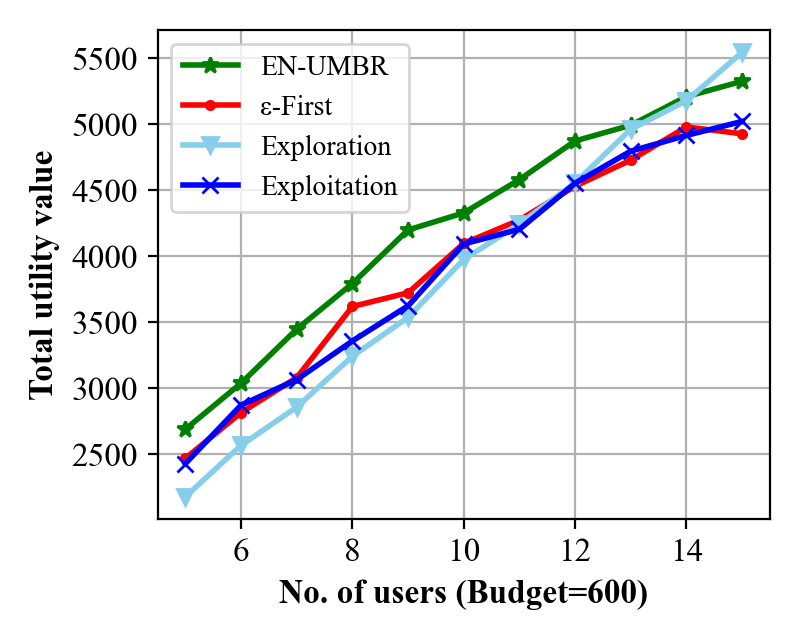 Total utility value
5500
5000
4500
4000
3500
3000
2500
EN-UMBR
ε-First
Exploration
Exploitation
6 8 10 12 14
No. of users (Budget=600)